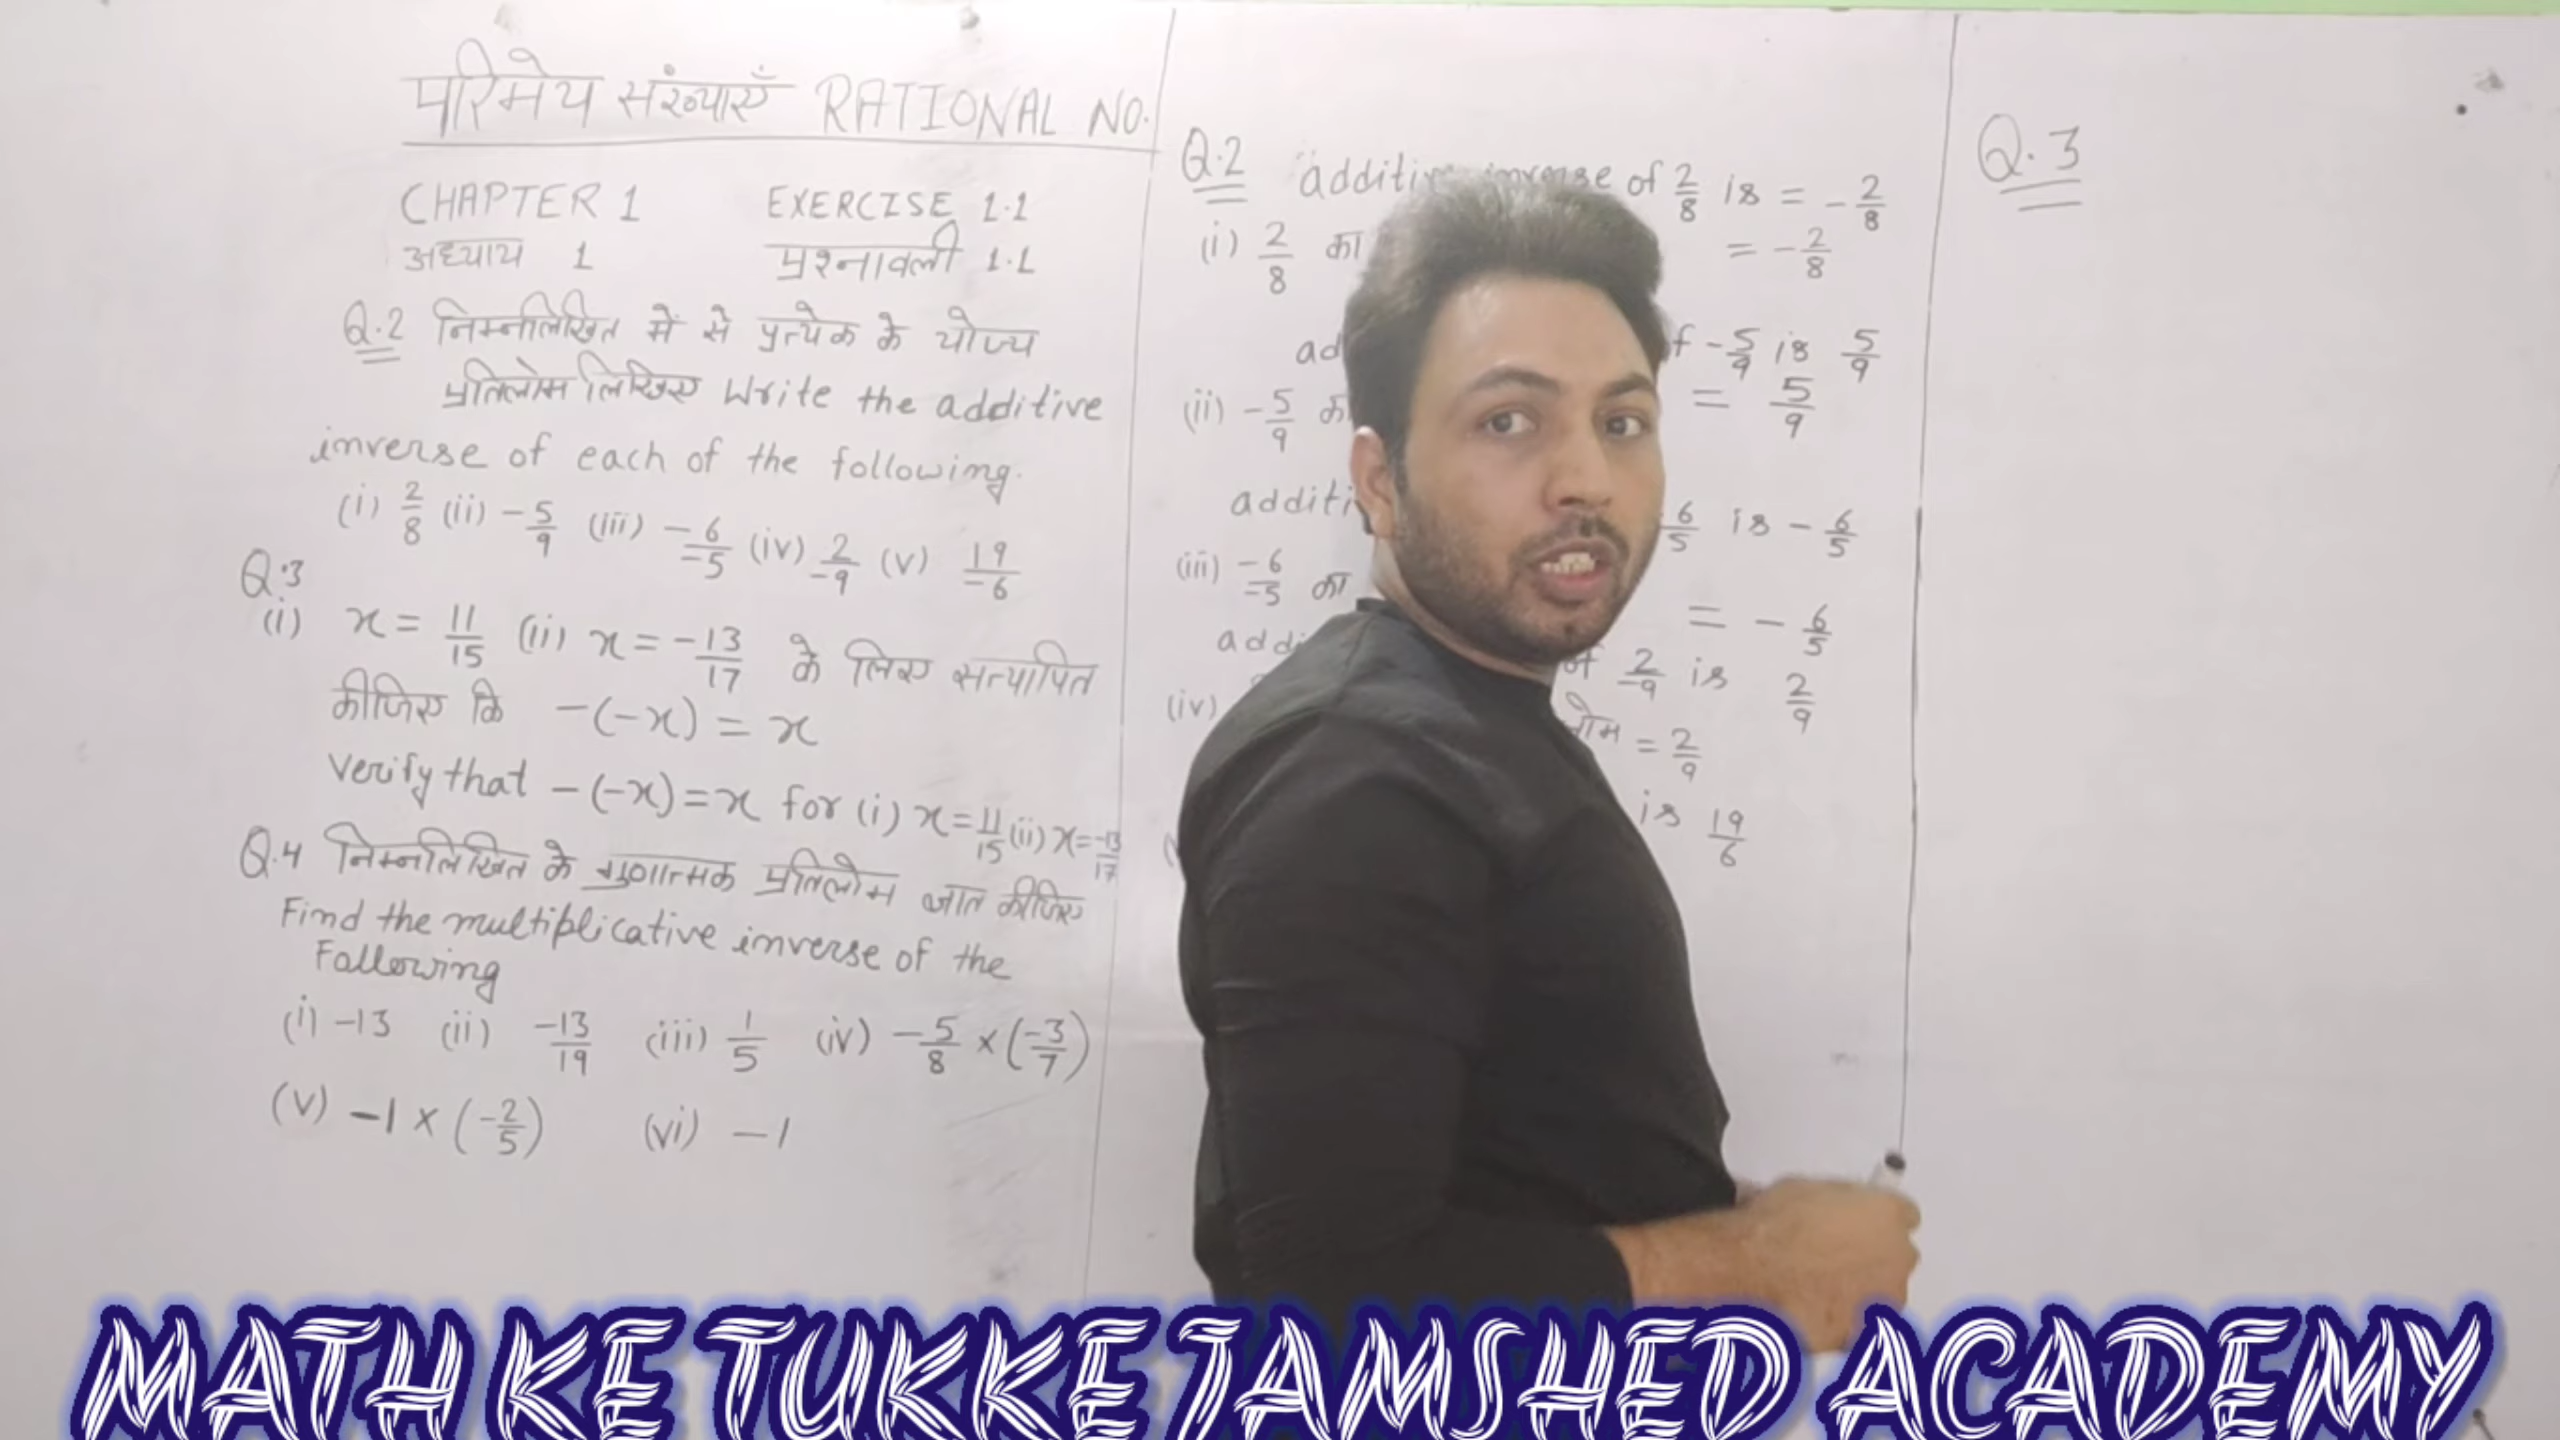 परिमेय संख्याएँ RATIONAL NO.
CHAPTER 1 EXERCISE 1.1
अध्याय 1 प्रश्नावली 1.1
Q.2 निम्नलिखित में से प्रत्येक के योज्य
प्रतिलोम लिखिए Write the additive
inverse of each of the following.
(i) 2/8 (ii) -5/9 (iii) -6/-5 (iv) 2/-9 (v) 19/-6
Q.3
(i) x = 11/15 (ii) x = -13/17 के लिए सत्यापित
कीजिए कि -(-x) = x
Verify that -(-x)=x for (i) x=11/15 (ii) x=-13/17
Q.4 निम्नलिखित के गुणात्मक प्रतिलोम ज्ञात कीजिए
Find the multiplicative inverse of the
Following
(i) -13 (ii) -13/19 (iii) 1/5 (iv) -5/8 × (-3/7)
(v) -1 × (-2/5) (vi) -1
Q.2 additive inverse of 2/8 is = -2/8
(i) 2/8 का = -2/8
-5/9 is 5/9
(ii) -5/9 = 5/9
6/5 is -6/5
(iii) -6/-5 का
= -6/5
of 2/-9 is 2/9
(iv) = 2/9
is 19/6
Q.3
MATH KE TUKKE JAMSHED ACADEMY